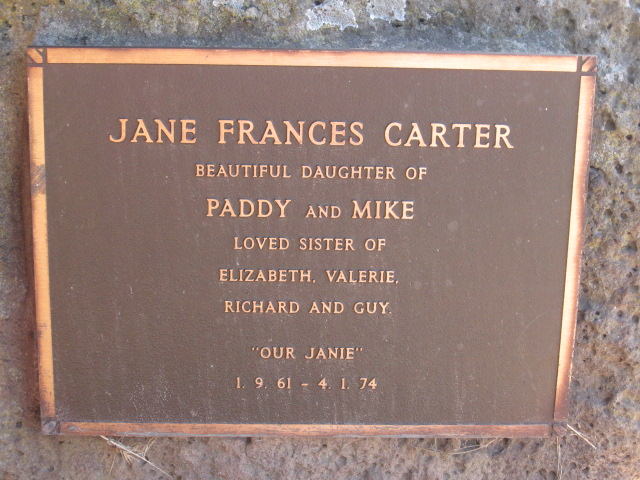 JANE FRANCES CARTER
BEAUTIFUL DAUGHTER OF
PADDY AND MIKE
LOVED SISTER OF
ELIZABETH, VALERIE,
RICHARD AND GUY.
"OUR JANIE"
1. 9. 61 - 4. 1. 74